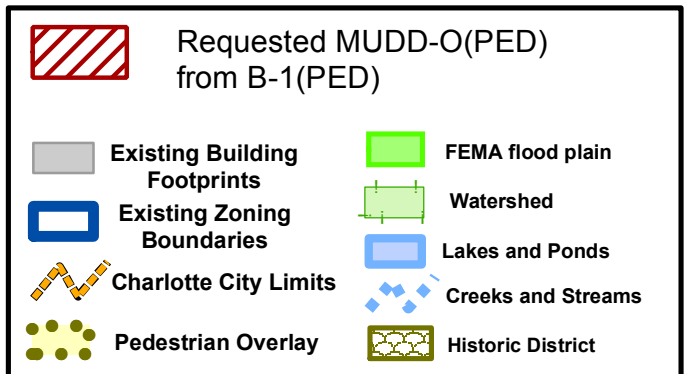 Requested MUDD-O(PED)
from B-1(PED)
Existing Building
Footprints
Existing Zoning
Boundaries
Charlotte City Limits
Pedestrian Overlay
FEMA flood plain
Watershed
Lakes and Ponds
Creeks and Streams
Historic District